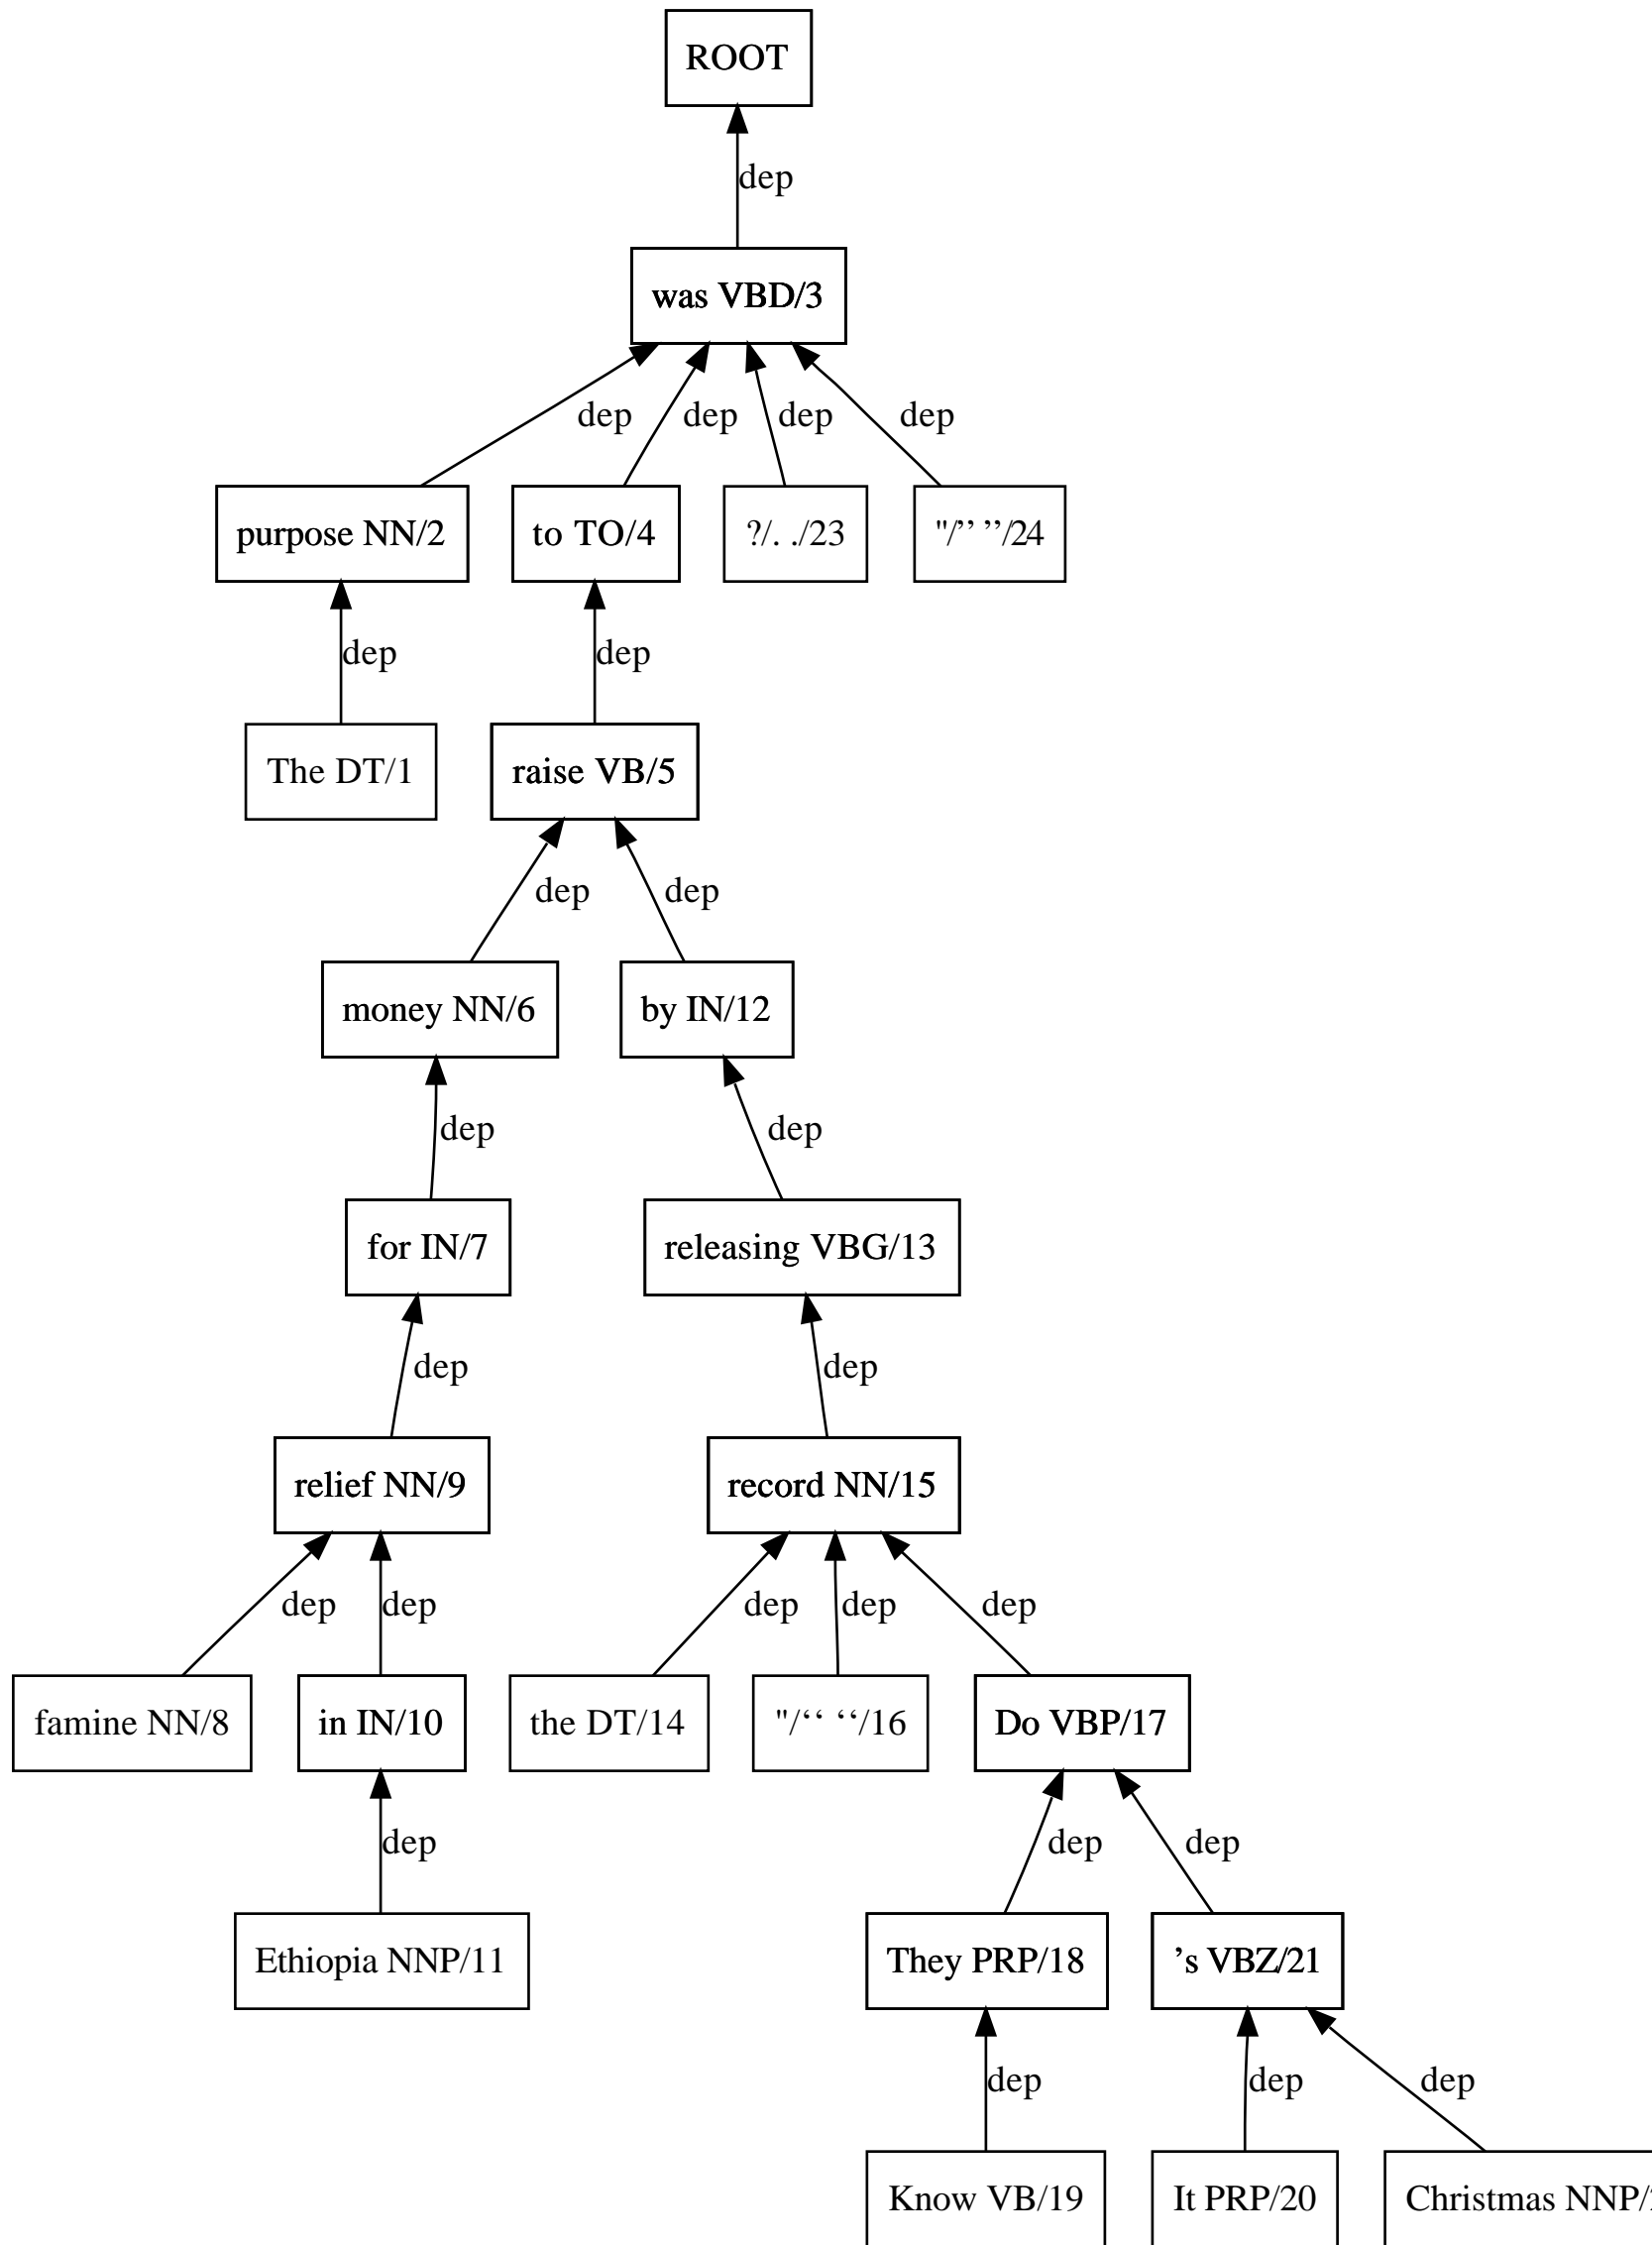 ROOT
dep
was VBD/3
dep dep dep dep
purpose NN/2 to TO/4 ?/. ./23 "/’’ ’’/24
dep dep
The DT/1 raise VB/5
dep dep
money NN/6 by IN/12
dep dep
for IN/7 releasing VBG/13
dep dep
relief NN/9 record NN/15
dep dep dep dep dep
famine NN/8 in IN/10 the DT/14 "/‘‘ ‘‘/16 Do VBP/17
dep dep dep
Ethiopia NNP/11 They PRP/18 ’s VBZ/21
dep dep dep
Know VB/19 It PRP/20 Christmas NNP/